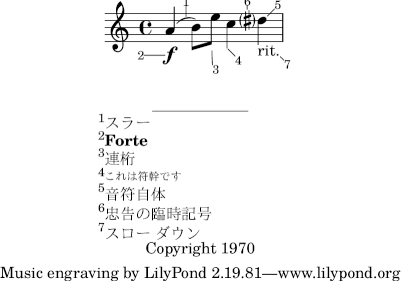 1 6 5
2 f rit.
3 4 7
1スラー
2Forte
3連桁
4これは符幹です
5音符自体
6忠告の臨時記号
7スロー ダウン
Copyright 1970
Music engraving by LilyPond 2.19.81—www.lilypond.org